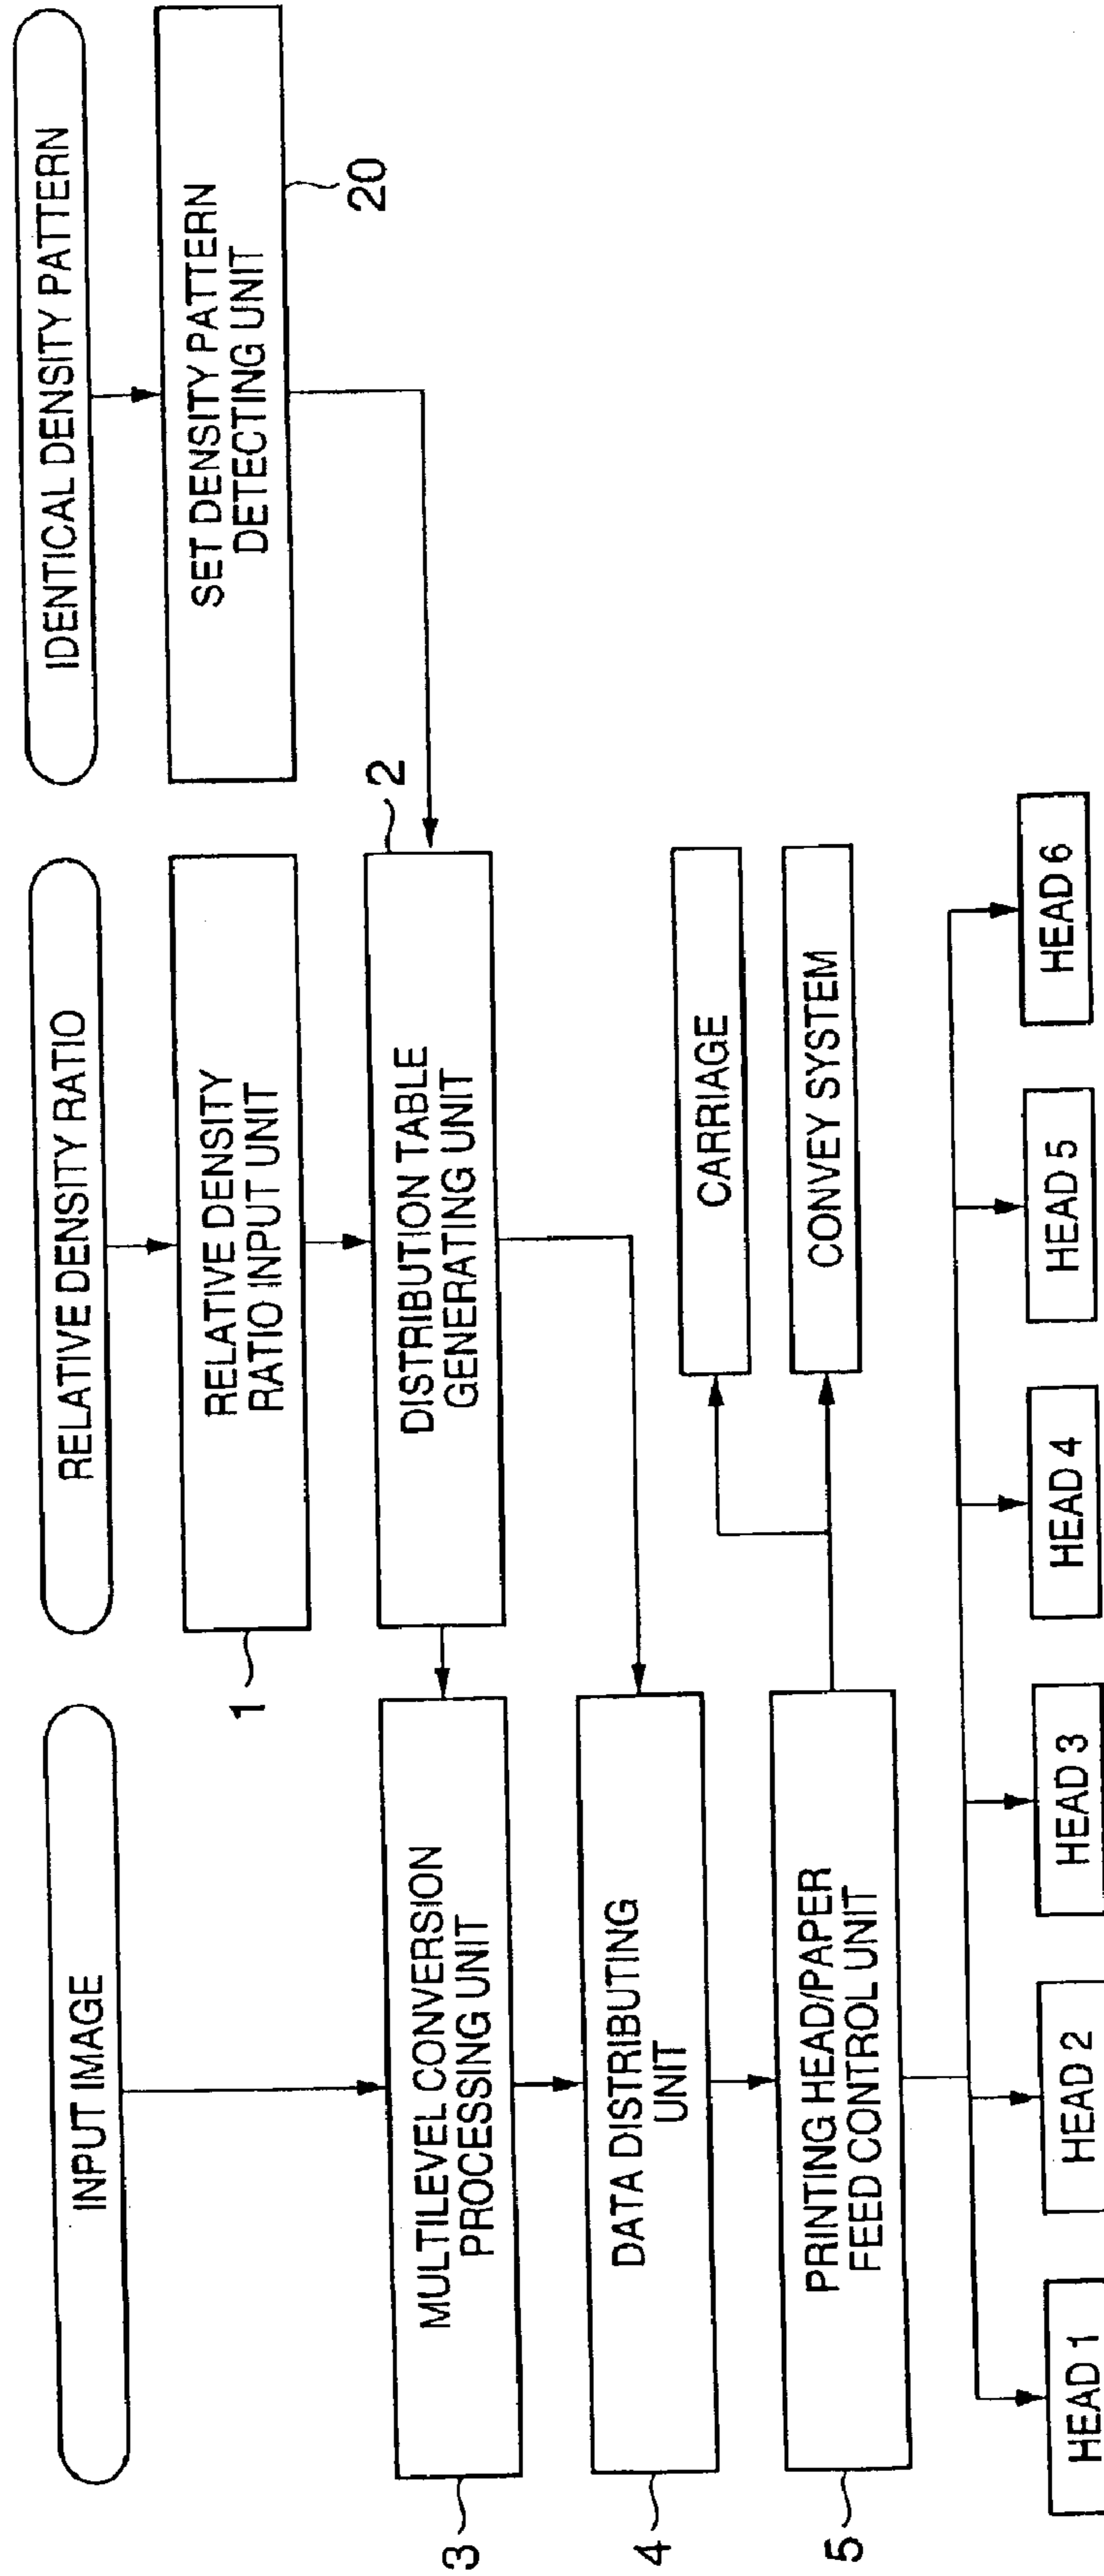 INPUT IMAGE
RELATIVE DENSITY RATIO
IDENTICAL DENSITY PATTERN
1
RELATIVE DENSITY
RATIO INPUT UNIT
SET DENSITY PATTERN
DETECTING UNIT
20
2
DISTRIBUTION TABLE
GENERATING UNIT
3
MULTILEVEL CONVERSION
PROCESSING UNIT
4
DATA DISTRIBUTING
UNIT
CARRIAGE
CONVEY SYSTEM
5
PRINTING HEAD/PAPER
FEED CONTROL UNIT
HEAD 1
HEAD 2
HEAD 3
HEAD 4
HEAD 5
HEAD 6